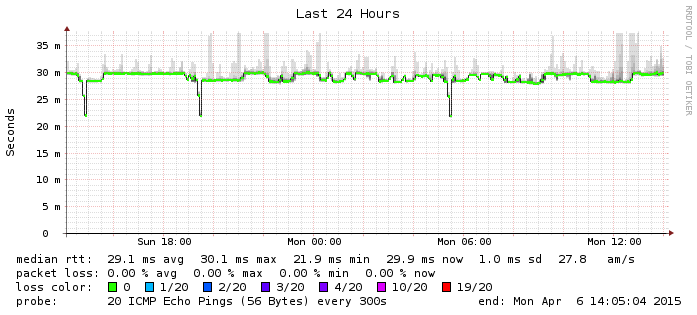 Last 24 Hours
RRDTOOL / TOBI OETIKER
Seconds
35 m
30 m
25 m
20 m
15 m
10 m
5 m
0
Sun 18:00 Mon 00:00 Mon 06:00 Mon 12:00
median rtt: 29.1 ms avg 30.1 ms max 21.9 ms min 29.9 ms now 1.0 ms sd 27.8 am/s
packet loss: 0.00 % avg 0.00 % max 0.00 % min 0.00 % now
loss color: 0 1/20 2/20 3/20 4/20 10/20 19/20
probe: 20 ICMP Echo Pings (56 Bytes) every 300s end: Mon Apr 6 14:05:04 2015